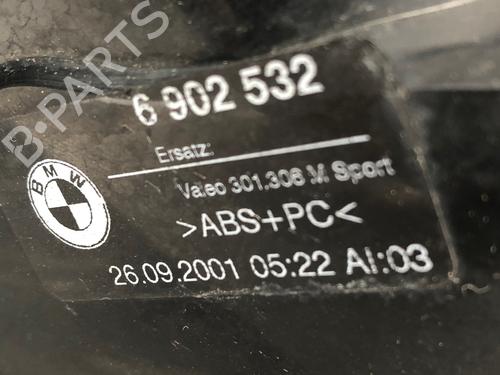 B-PARTS
6 902 532
Ersatz:
BMW
Valeo 301.306 M Sport
>ABS+PC<
26.09.2001 05:22 AI:03